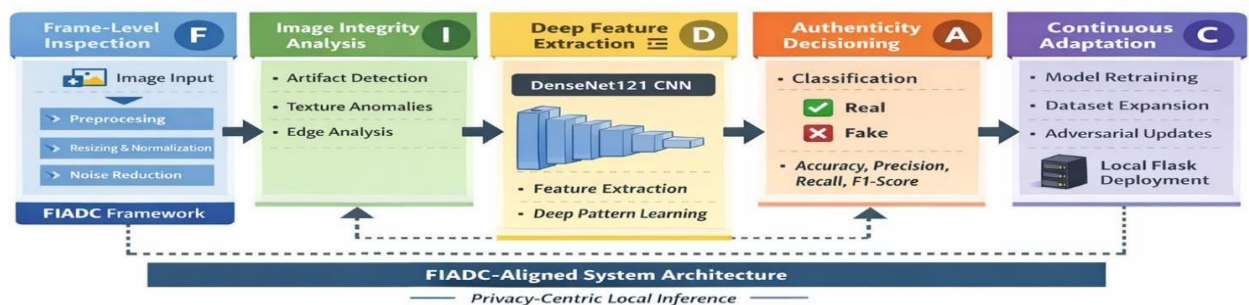 Frame-Level
Inspection
F
Image Input
Preprocesing
Resizing & Normalization
Noise Reduction
FIADC Framework
Image Integrity
Analysis
I
• Artifact Detection
• Texture Anomalies
• Edge Analysis
Deep Feature
Extraction
D
DenseNet121 CNN
• Feature Extraction
• Deep Pattern Learning
Authenticity
Decisioning
A
• Classification
Real
Fake
• Accuracy, Precision,
Recall, F1-Score
Continuous
Adaptation
C
• Model Retraining
• Dataset Expansion
• Adversarial Updates
Local Flask
Deployment
FIADC-Aligned System Architecture
Privacy-Centric Local Inference